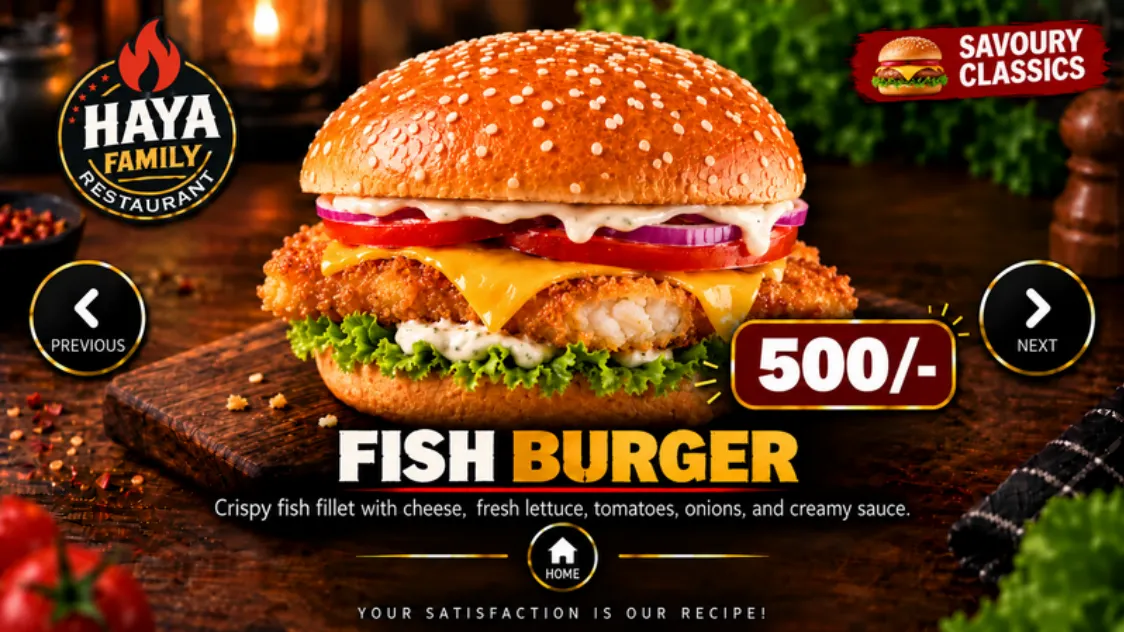 HAYA
FAMILY
RESTAURANT
SAVOURY
CLASSICS
PREVIOUS
NEXT
500/-
FISH BURGER
Crispy fish fillet with cheese, fresh lettuce, tomatoes, onions, and creamy sauce.
HOME
YOUR SATISFACTION IS OUR RECIPE!